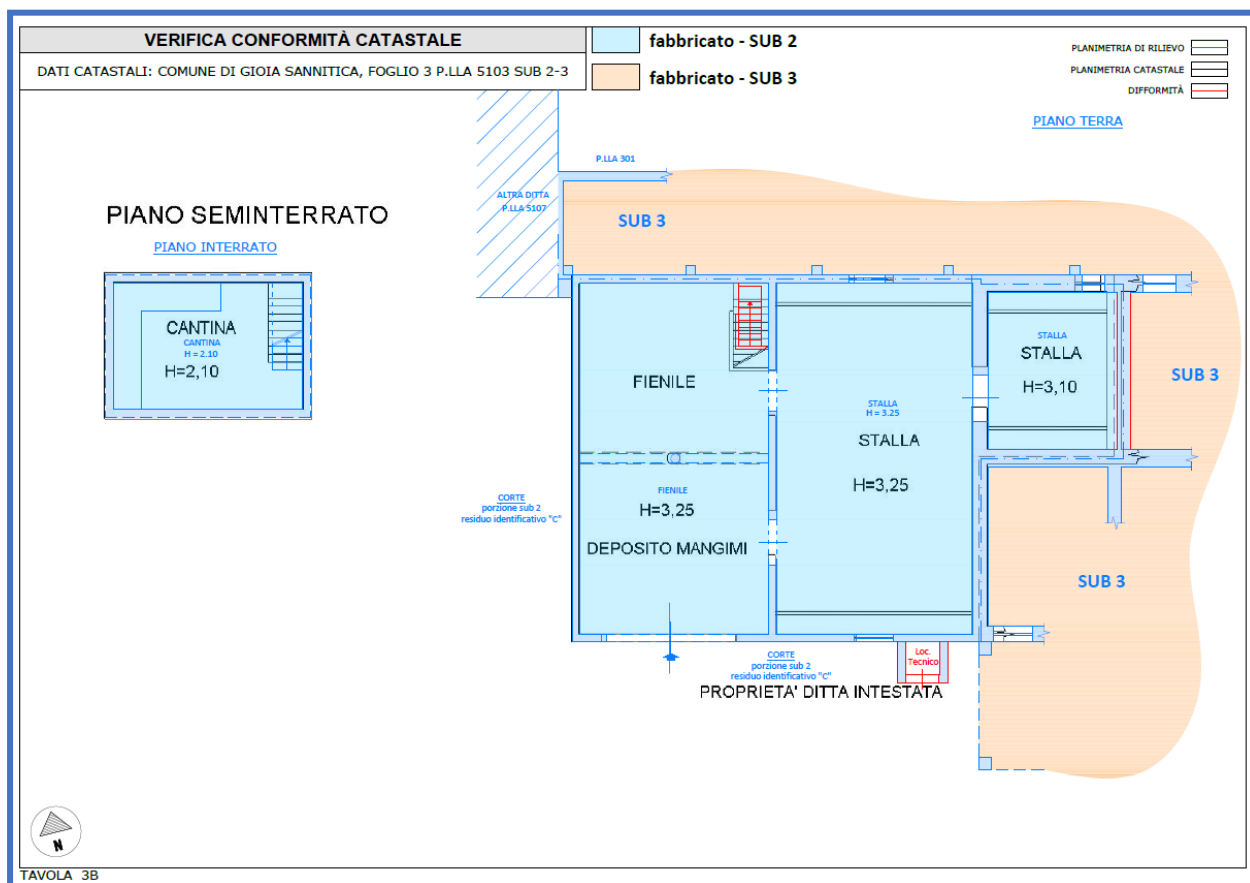 VERIFICA CONFORMITÀ CATASTALE
DATI CATASTALI: COMUNE DI GIOIA SANNITICA, FOGLIO 3 P.LLA 5103 SUB 2-3
fabbricato - SUB 2
fabbricato - SUB 3
PLANIMETRIA DI RILIEVO
PLANIMETRIA CATASTALE
DIFFORMITÀ
PIANO TERRA
P.LLA 301
ALTRA DITTA
P.LLA 5107
SUB 3
PIANO SEMINTERRATO
PIANO INTERRATO
CANTINA
CANTINA
H = 2.10
H=2,10
FIENILE
STALLA
H = 3.25
STALLA
H=3,25
STALLA
STALLA
H=3,10
SUB 3
FIENILE
H=3,25
DEPOSITO MANGIMI
CORTE
porzione sub 2
residuo identificativo "C"
SUB 3
CORTE
porzione sub 2
residuo identificativo "C"
Loc.
Tecnico
PROPRIETA' DITTA INTESTATA
N
TAVOLA 3B